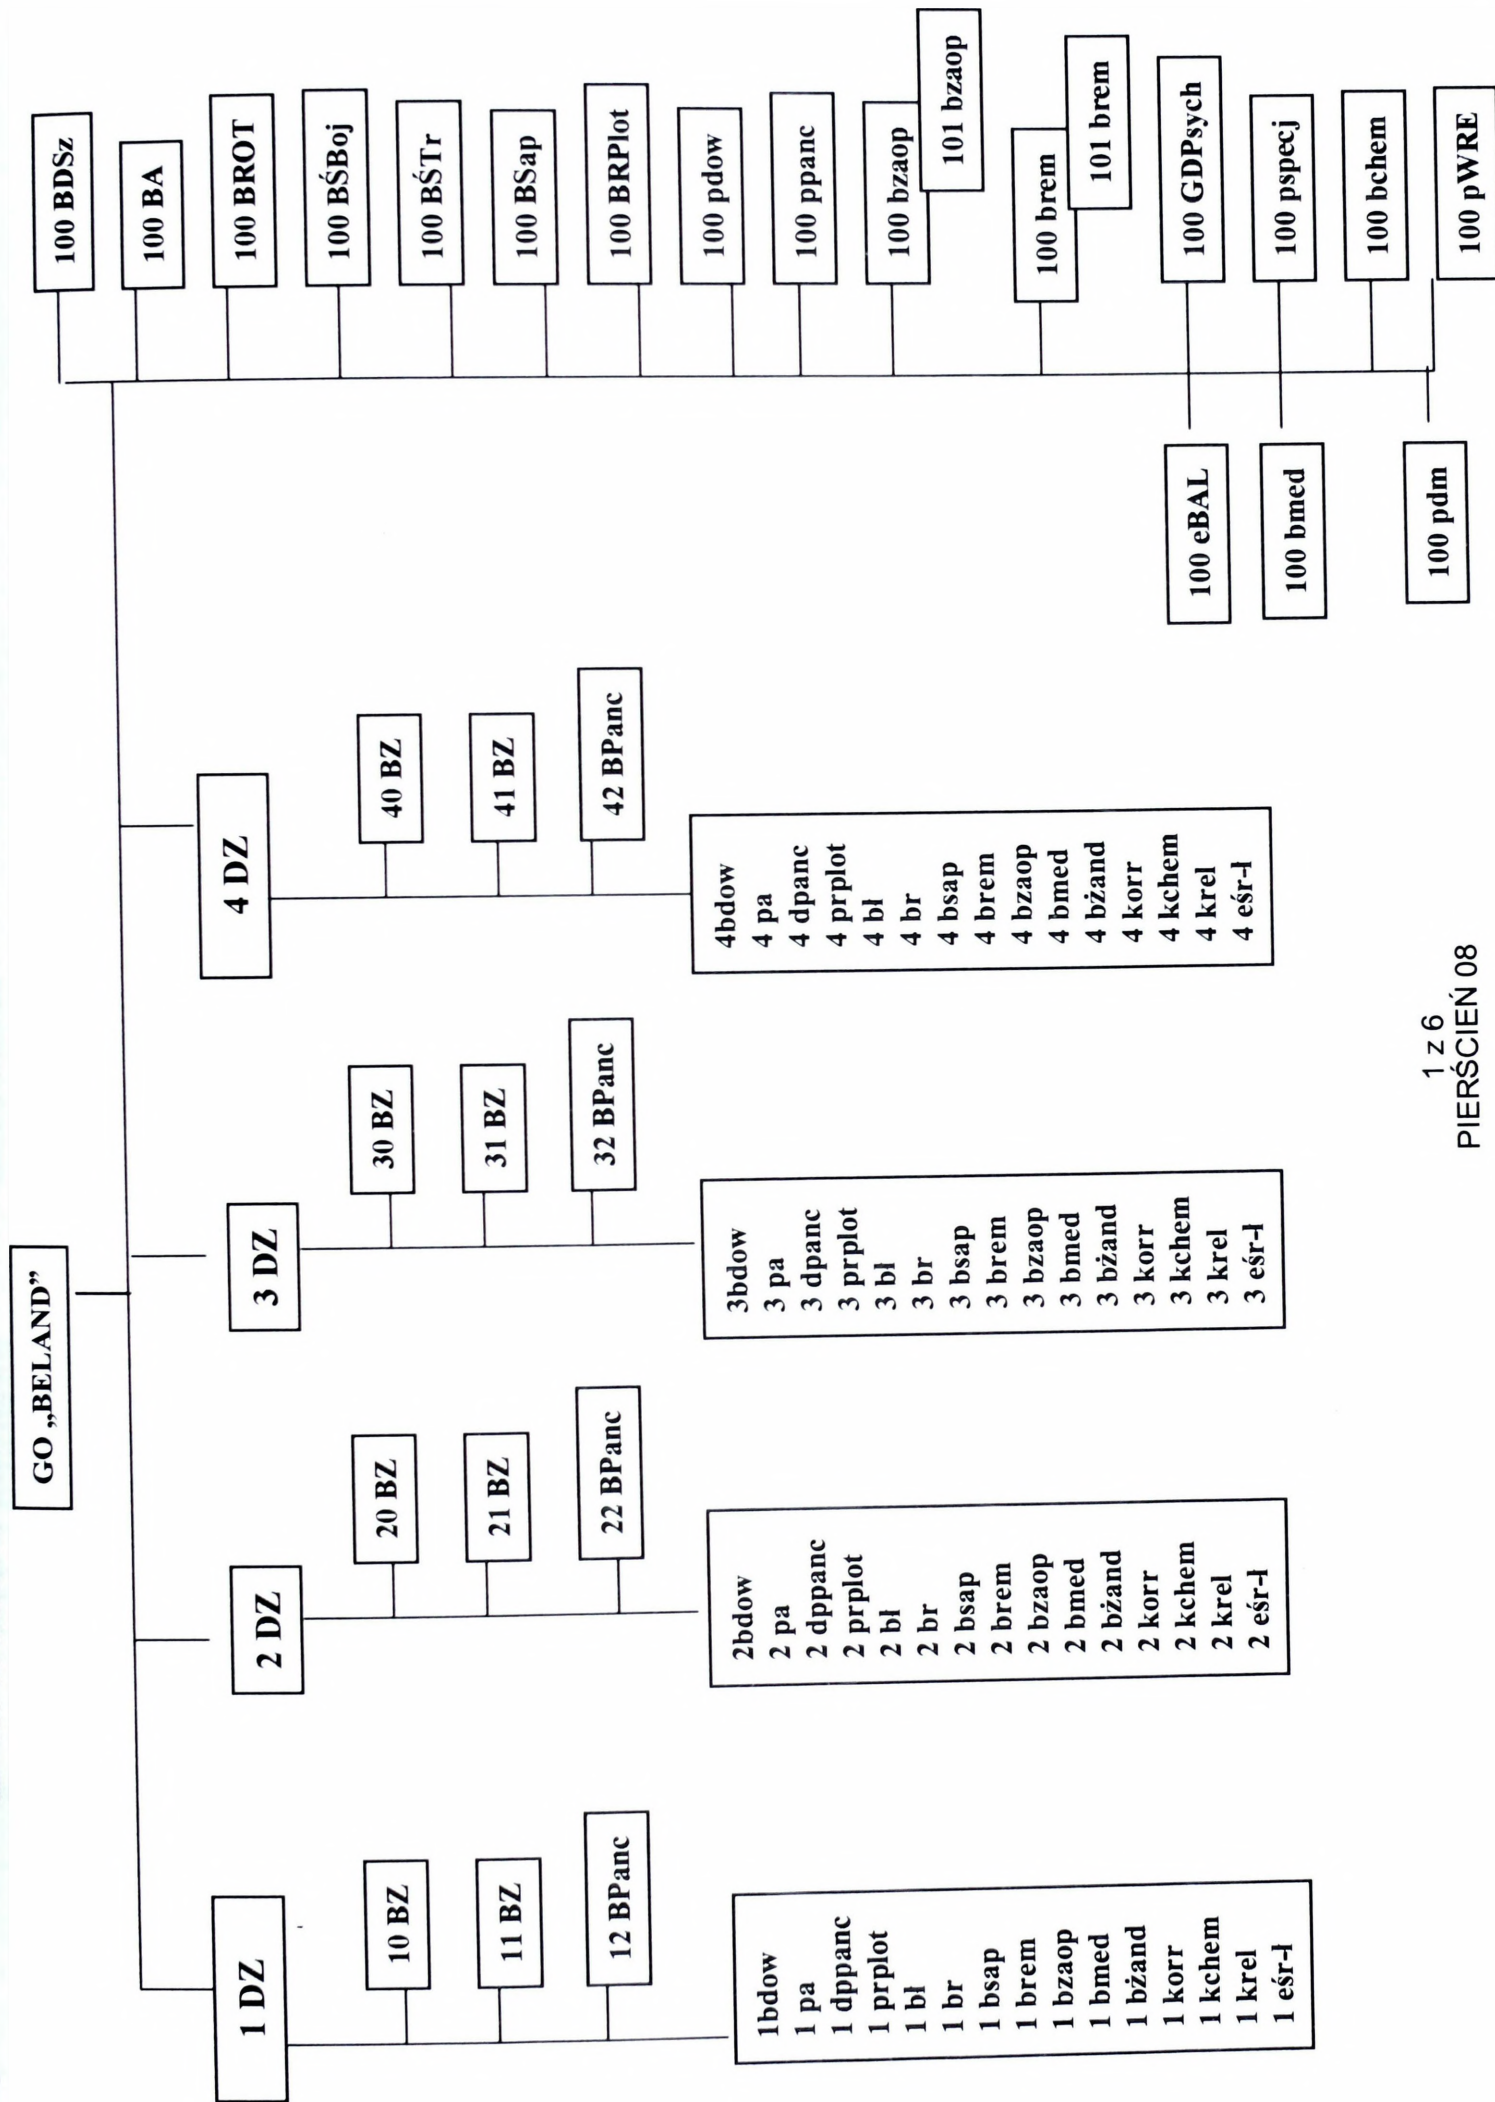 GO „BELAND”
1 DZ
10 BZ
11 BZ
12 BPanc
1bdow
1 pa
1 dppanc
1 prplot
1 bł
1 br
1 bsap
1 brem
1 bzaop
1 bmed
1 bżand
1 korr
1 kchem
1 krel
1 eśr-ł
2 DZ
20 BZ
21 BZ
22 BPanc
2bdow
2 pa
2 dppanc
2 prplot
2 bł
2 br
2 bsap
2 brem
2 bzaop
2 bmed
2 bżand
2 korr
2 kchem
2 krel
2 eśr-ł
3 DZ
30 BZ
31 BZ
32 BPanc
3bdow
3 pa
3 dpanc
3 prplot
3 bł
3 br
3 bsap
3 brem
3 bzaop
3 bmed
3 bżand
3 korr
3 kchem
3 krel
3 eśr-ł
4 DZ
40 BZ
41 BZ
42 BPanc
4bdow
4 pa
4 dpanc
4 prplot
4 bł
4 br
4 bsap
4 brem
4 bzaop
4 bmed
4 bżand
4 korr
4 kchem
4 krel
4 eśr-ł
100 BDSz
100 BA
100 BROT
100 BŚBoj
100 BŚTr
100 BSap
100 BRPlot
100 pdow
100 ppanc
100 bzaop
101 bzaop
100 brem
101 brem
100 GDPsych
100 pspecj
100 bchem
100 pWRE
100 eBAL
100 bmed
100 pdm
1 z 6
PIERŚCIEŃ 08